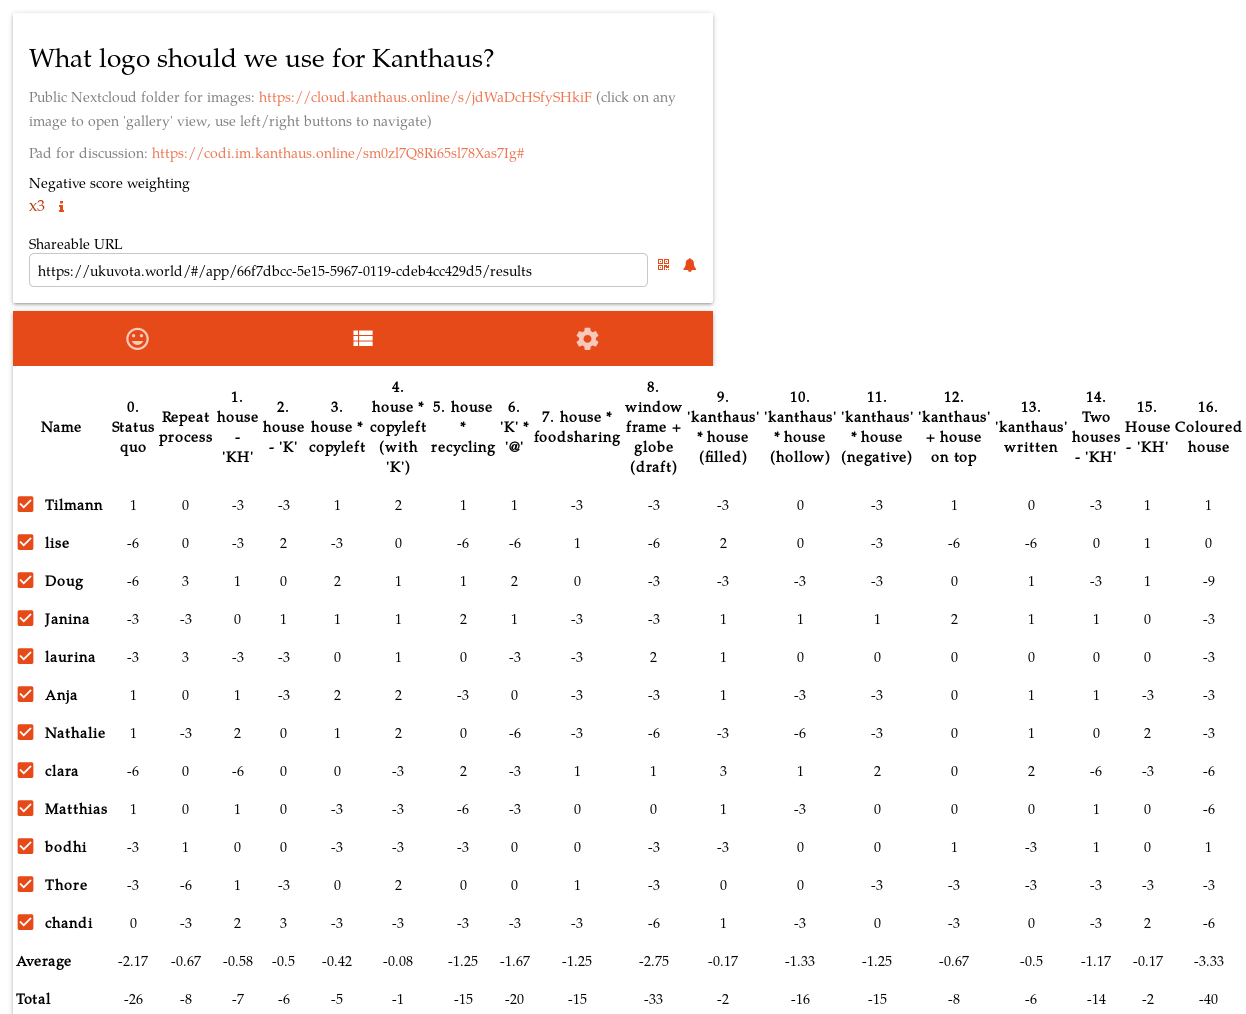 What logo should we use for Kanthaus?
Public Nextcloud folder for images: https://cloud.kanthaus.online/s/jdWaDcHSfySHkiF (click on any
image to open 'gallery' view, use left/right buttons to navigate)
Pad for discussion: https://codi.im.kanthaus.online/sm0zl7Q8Ri65sl78Xas7Ig#
Negative score weighting
x3
Shareable URL
https://ukuvota.world/#/app/66f7dbcc-5e15-5967-0119-cdeb4cc429d5/results
Name 0. Status quo Repeat process 1. house - 'KH' 2. house - 'K' 3. house * copyleft 4. house * copyleft (with 'K') 5. house * recycling 6. 'K' * '@' 7. house * foodsharing 8. window frame + globe (draft) 9. 'kanthaus' * house (filled) 10. 'kanthaus' * house (hollow) 11. 'kanthaus' * house (negative) 12. 'kanthaus' + house on top 13. 'kanthaus' written 14. Two houses - 'KH' 15. House - 'KH' 16. Coloured house
Tilmann 1 0 -3 -3 1 2 1 1 -3 -3 -3 0 -3 1 0 -3 1 1
lise -6 0 -3 2 -3 0 -6 -6 1 -6 2 0 -3 -6 -6 0 1 0
Doug -6 3 1 0 2 1 1 2 0 -3 -3 -3 -3 0 1 -3 1 -9
Janina -3 -3 0 1 1 1 2 1 -3 -3 1 1 1 2 1 1 0 -3
laurina -3 3 -3 -3 0 1 0 -3 -3 2 1 0 0 0 0 0 0 -3
Anja 1 0 1 -3 2 2 -3 0 -3 -3 1 -3 -3 0 1 1 -3 -3
Nathalie 1 -3 2 0 1 2 0 -6 -3 -6 -3 -6 -3 0 1 0 2 -3
clara -6 0 -6 0 0 -3 2 -3 1 1 3 1 2 0 2 -6 -3 -6
Matthias 1 0 1 0 -3 -3 -6 -3 0 0 1 -3 0 0 0 1 0 -6
bodhi -3 1 0 0 -3 -3 -3 0 0 -3 -3 0 0 1 -3 1 0 1
Thore -3 -6 1 -3 0 2 0 0 1 -3 0 0 -3 -3 -3 -3 -3 -3
chandi 0 -3 2 3 -3 -3 -3 -3 -3 -6 1 -3 0 -3 0 -3 2 -6
Average -2.17 -0.67 -0.58 -0.5 -0.42 -0.08 -1.25 -1.67 -1.25 -2.75 -0.17 -1.33 -1.25 -0.67 -0.5 -1.17 -0.17 -3.33
Total -26 -8 -7 -6 -5 -1 -15 -20 -15 -33 -2 -16 -15 -8 -6 -14 -2 -40